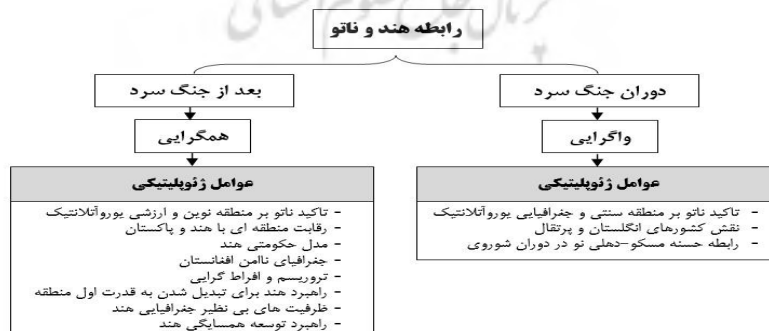 رابطه هند و ناتو
دوران جنگ سرد
واگرایی
عوامل ژئوپلیتیکی
- تاکید ناتو بر منطقه سنتی و جغرافیایی یوروآتلانتیک
- نقش کشورهای انگلستان و پرتقال
- رابطه حسنه مسکو–دهلی نو در دوران شوروی
بعد از جنگ سرد
همگرایی
عوامل ژئوپلیتیکی
- تاکید ناتو بر منطقه نوین و ارزشی یوروآتلانتیک
- رقابت منطقه ای با هند و پاکستان
- مدل حکومتی هند
- جغرافیای ناامن افغانستان
- تروریسم و افراط گرایی
- راهبرد هند برای تبدیل شدن به قدرت اول منطقه
- ظرفیت های بی نظیر جغرافیایی هند
- راهبرد توسعه همسایگی هند